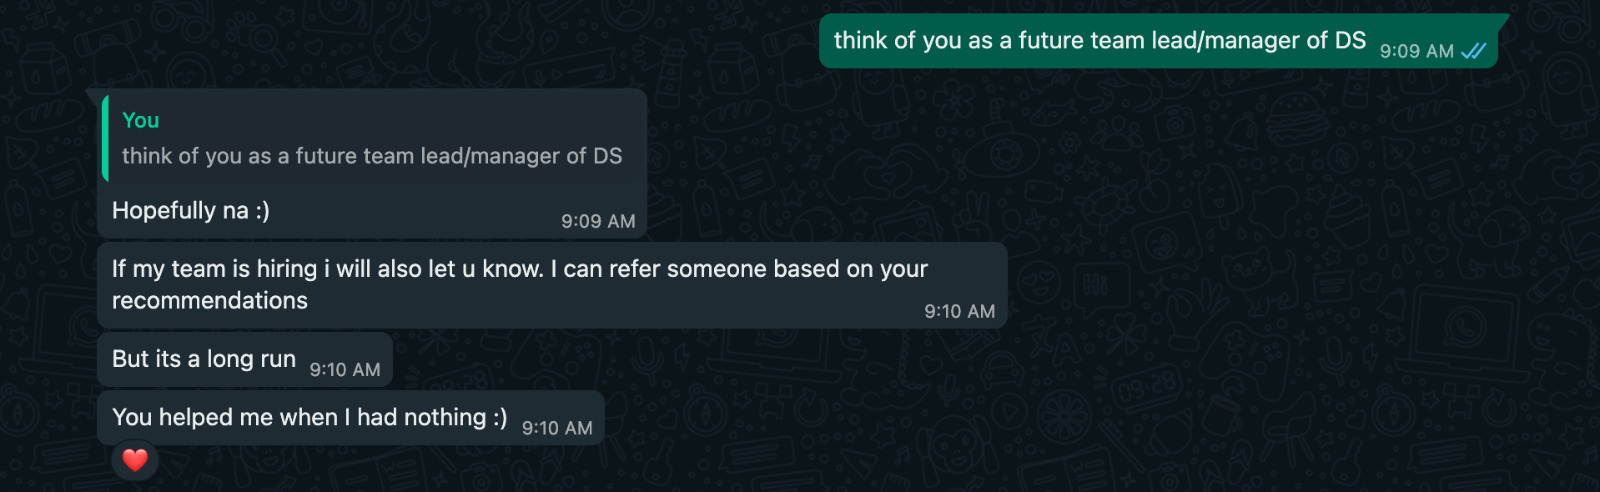 think of you as a future team lead/manager of DS 9:09 AM
You
think of you as a future team lead/manager of DS
Hopefully na :) 9:09 AM
If my team is hiring i will also let u know. I can refer someone based on your
recommendations 9:10 AM
But its a long run 9:10 AM
You helped me when I had nothing :) 9:10 AM